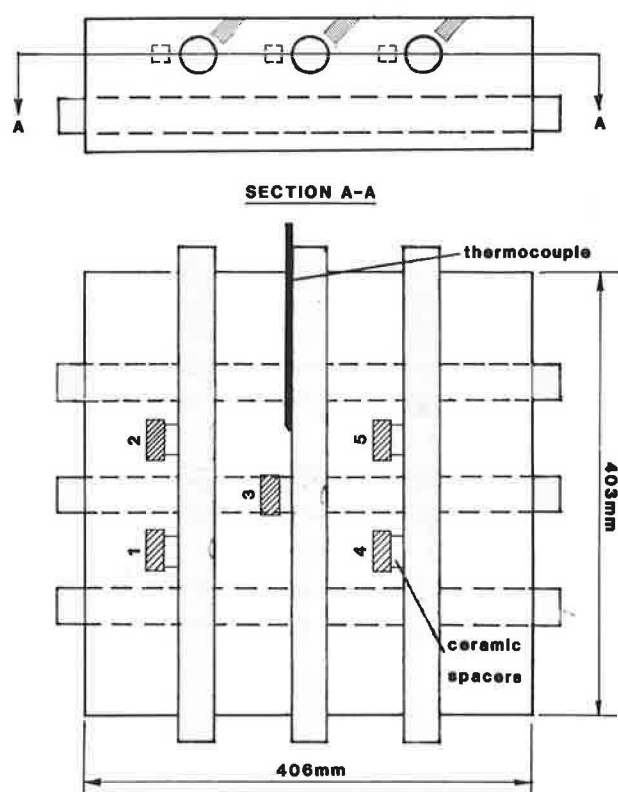 A
A
SECTION A-A
thermocouple
2
5
3
1
4
403mm
ceramic
spacers
406mm